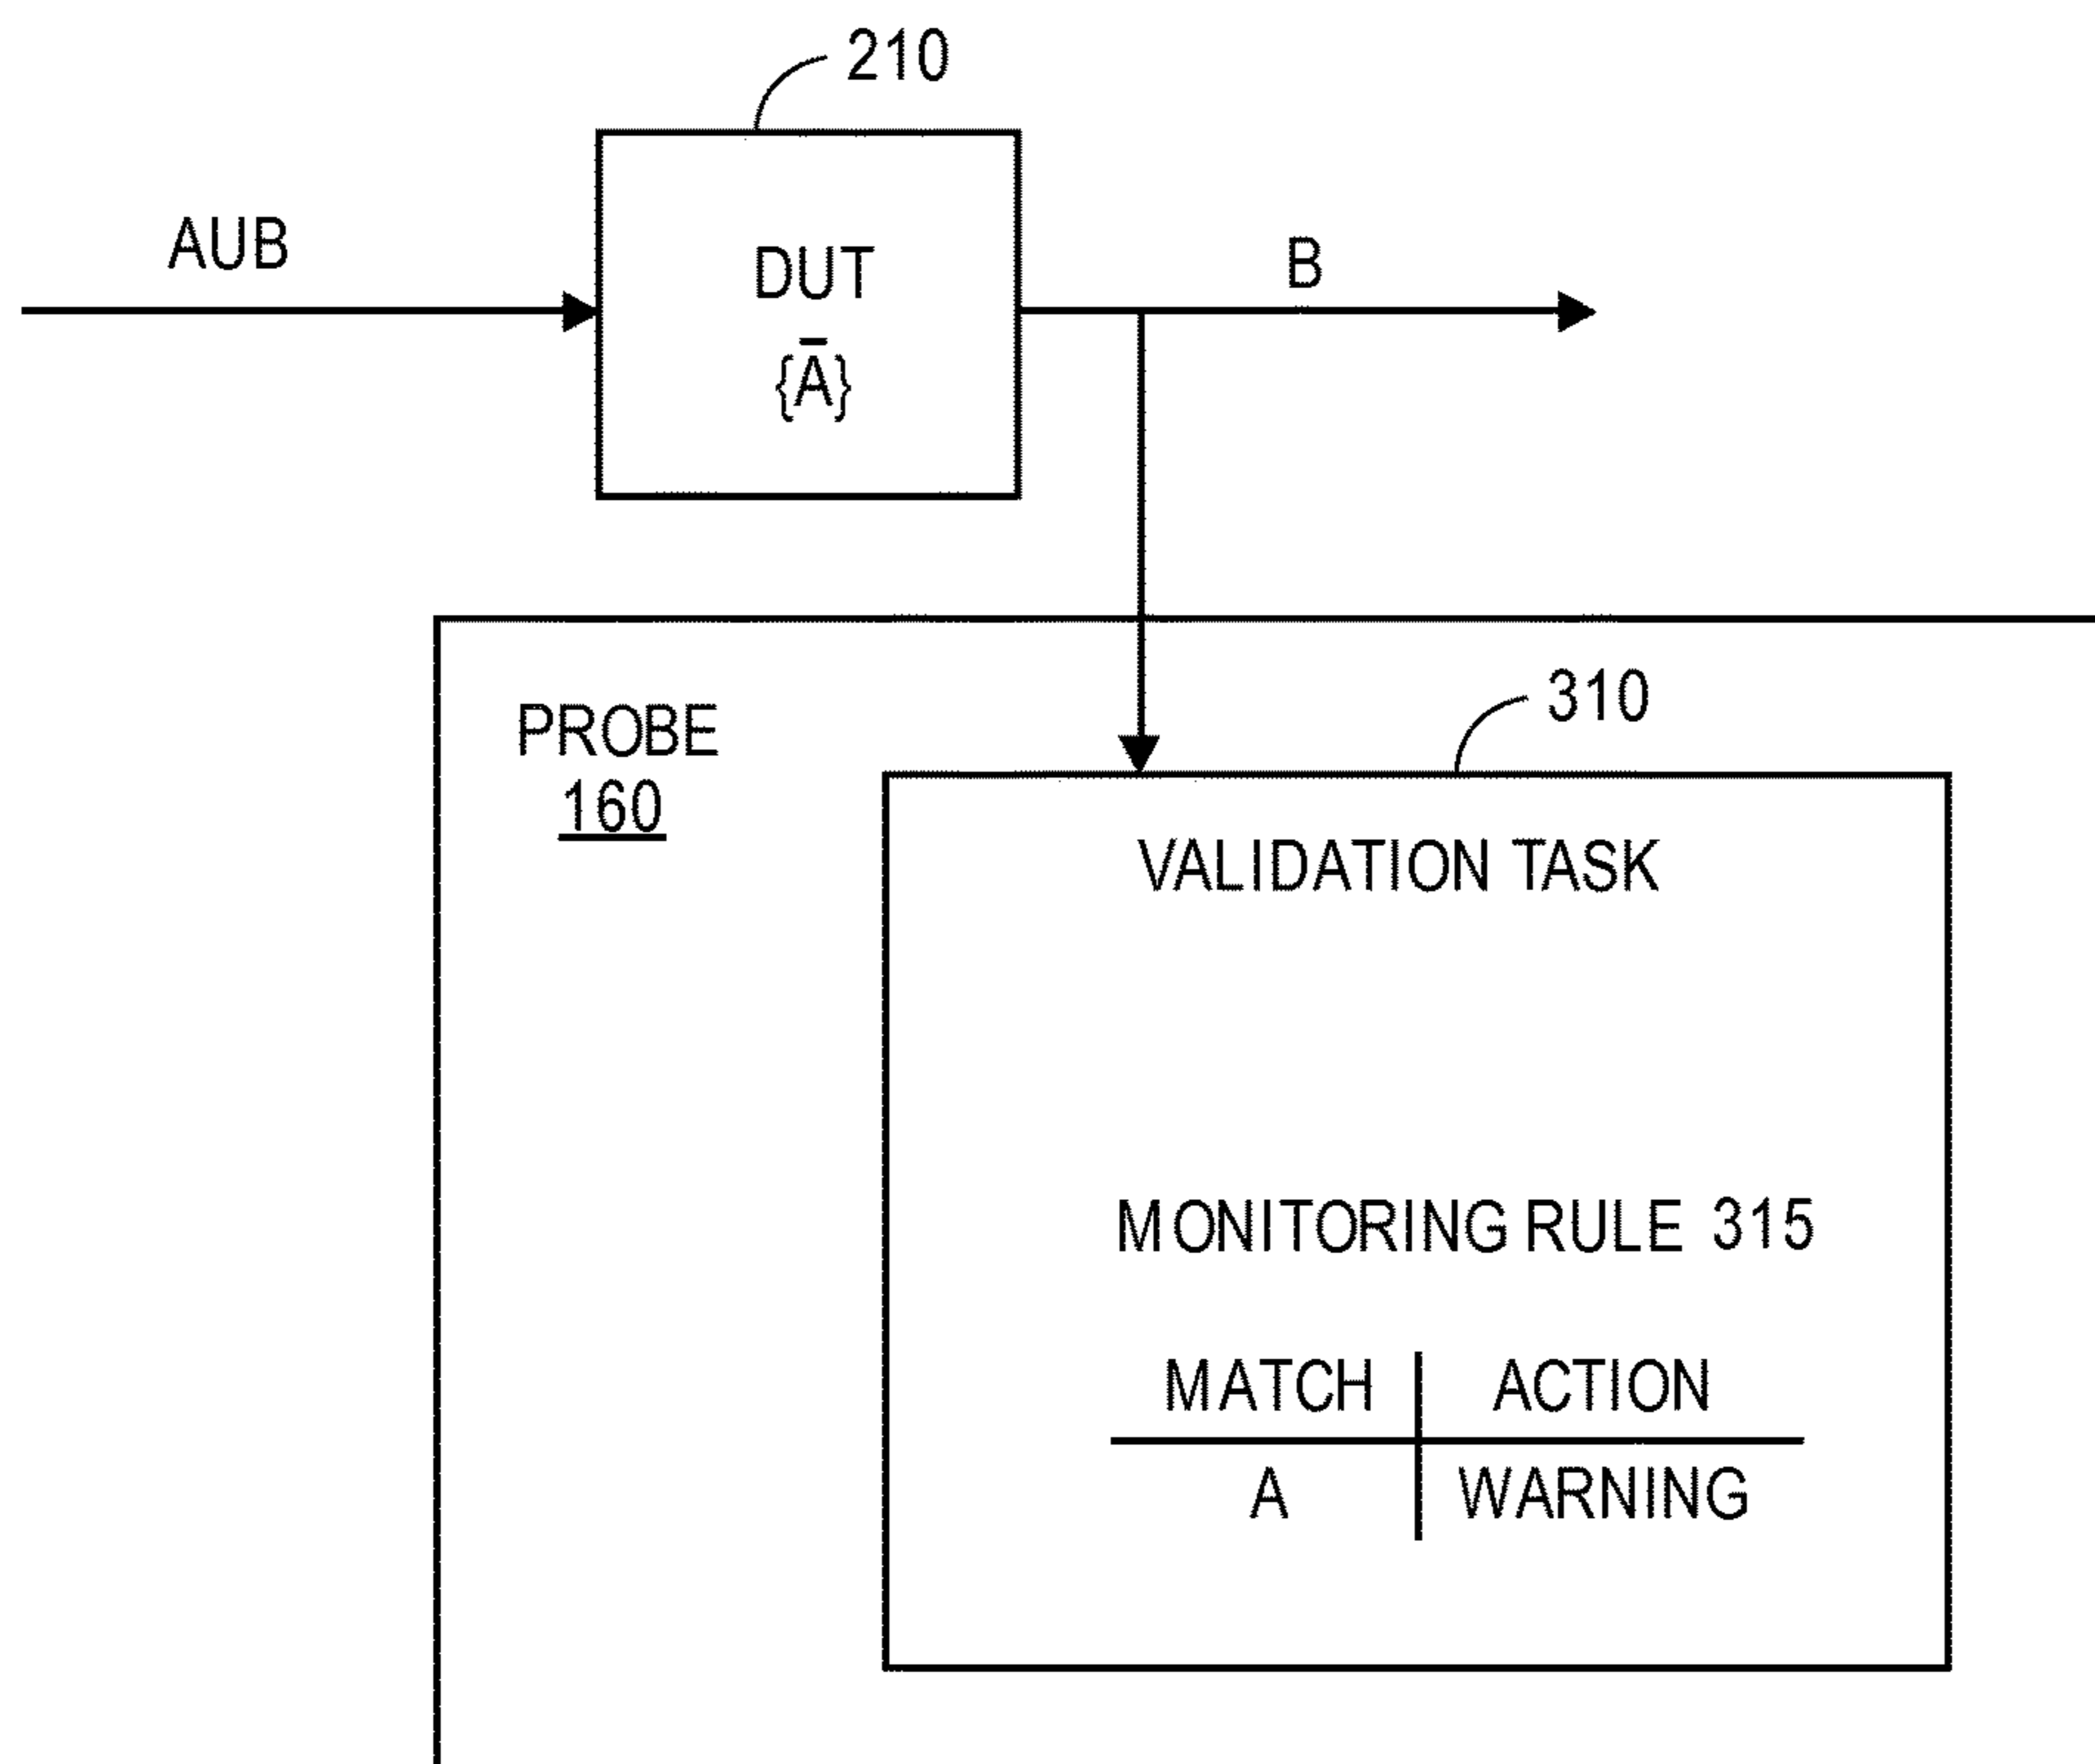 210
AUB
DUT
{Ā}
B
PROBE
160
310
VALIDATION TASK
MONITORING RULE 315
MATCH ACTION
A WARNING